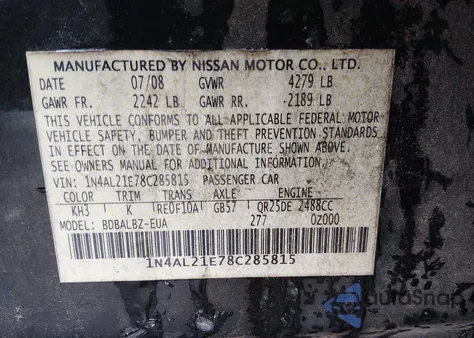 MANUFACTURED BY NISSAN MOTOR CO., LTD.
DATE 07/08 GVWR 4279 LB
GAWR FR. 2242 LB GAWR RR. 2189 LB
THIS VEHICLE CONFORMS TO ALL APPLICABLE FEDERAL MOTOR
VEHICLE SAFETY, BUMPER AND THEFT PREVENTION STANDARDS
IN EFFECT ON THE DATE OF MANUFACTURE SHOWN ABOVE.
SEE OWNERS MANUAL FOR ADDITIONAL INFORMATION.
VIN: 1N4AL21E78C285815 PASSENGER CAR
COLOR TRIM TRANS AXLE ENGINE
KH3 K RE0F10A GB57 QR25DE 2488CC
MODEL: BDBALBZ-EUA 277 0Z000
1N4AL21E78C285815
AutoSnap